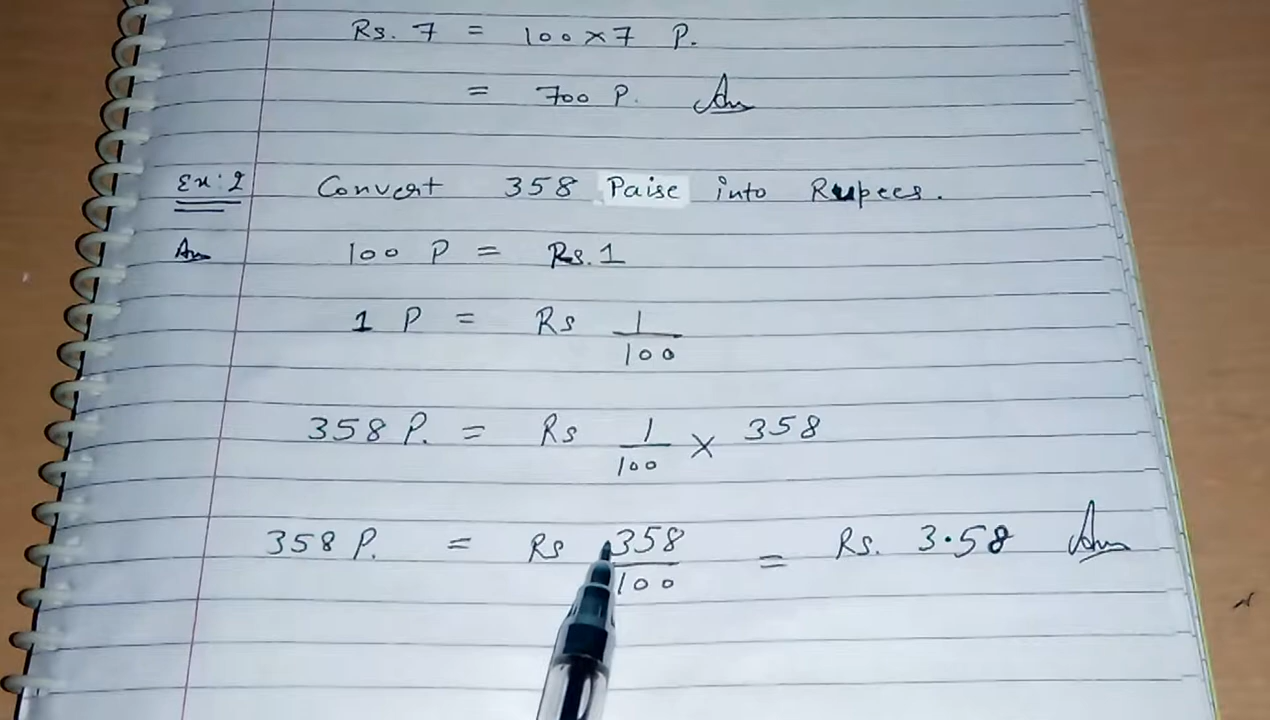 Rs. 7 = 100 × 7 P.
= 700 P. Ans
Ex: 2 Convert 358 Paise into Rupees.
Ans 100 P = Rs. 1
1 P = Rs 1/100
358 P. = Rs 1/100 × 358
358 P. = Rs 358/100 = Rs. 3.58 Ans